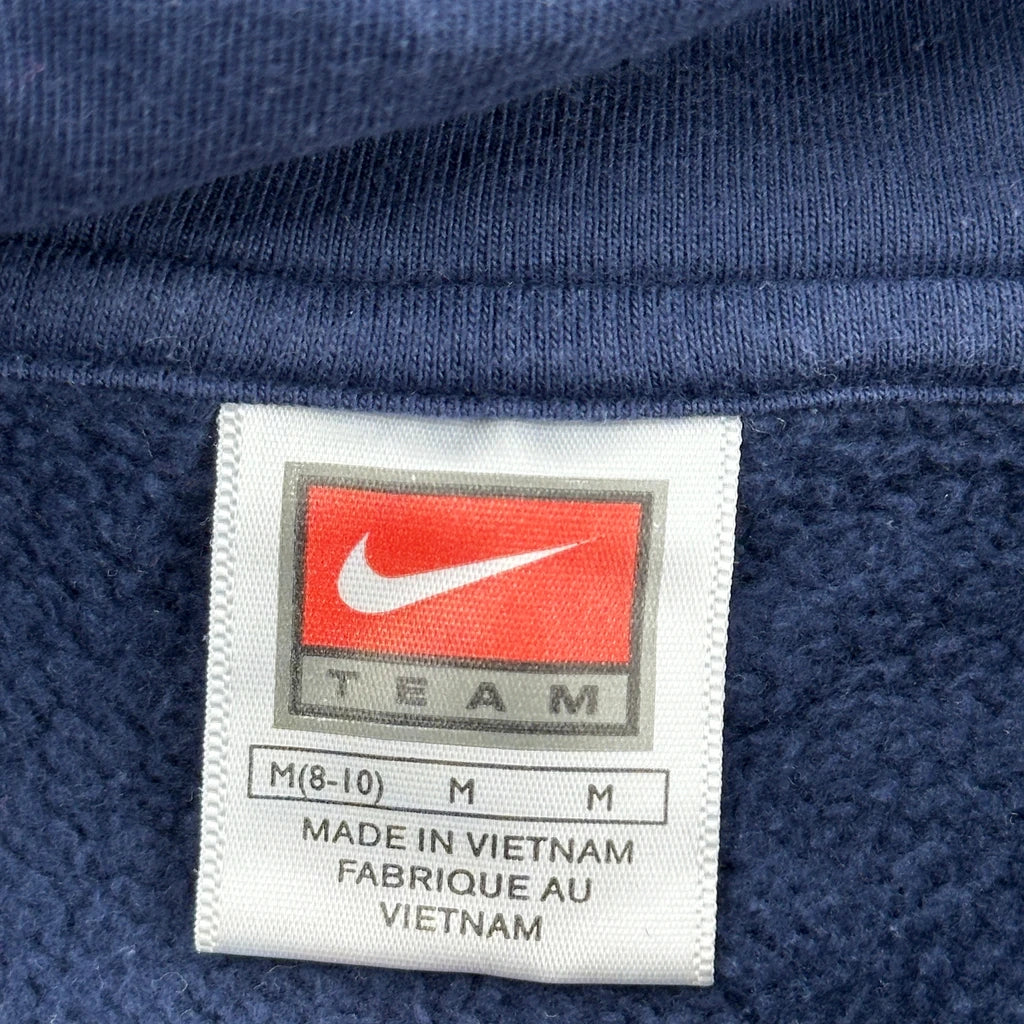 TEAM
M(8-10) M M
MADE IN VIETNAM
FABRIQUE AU
VIETNAM